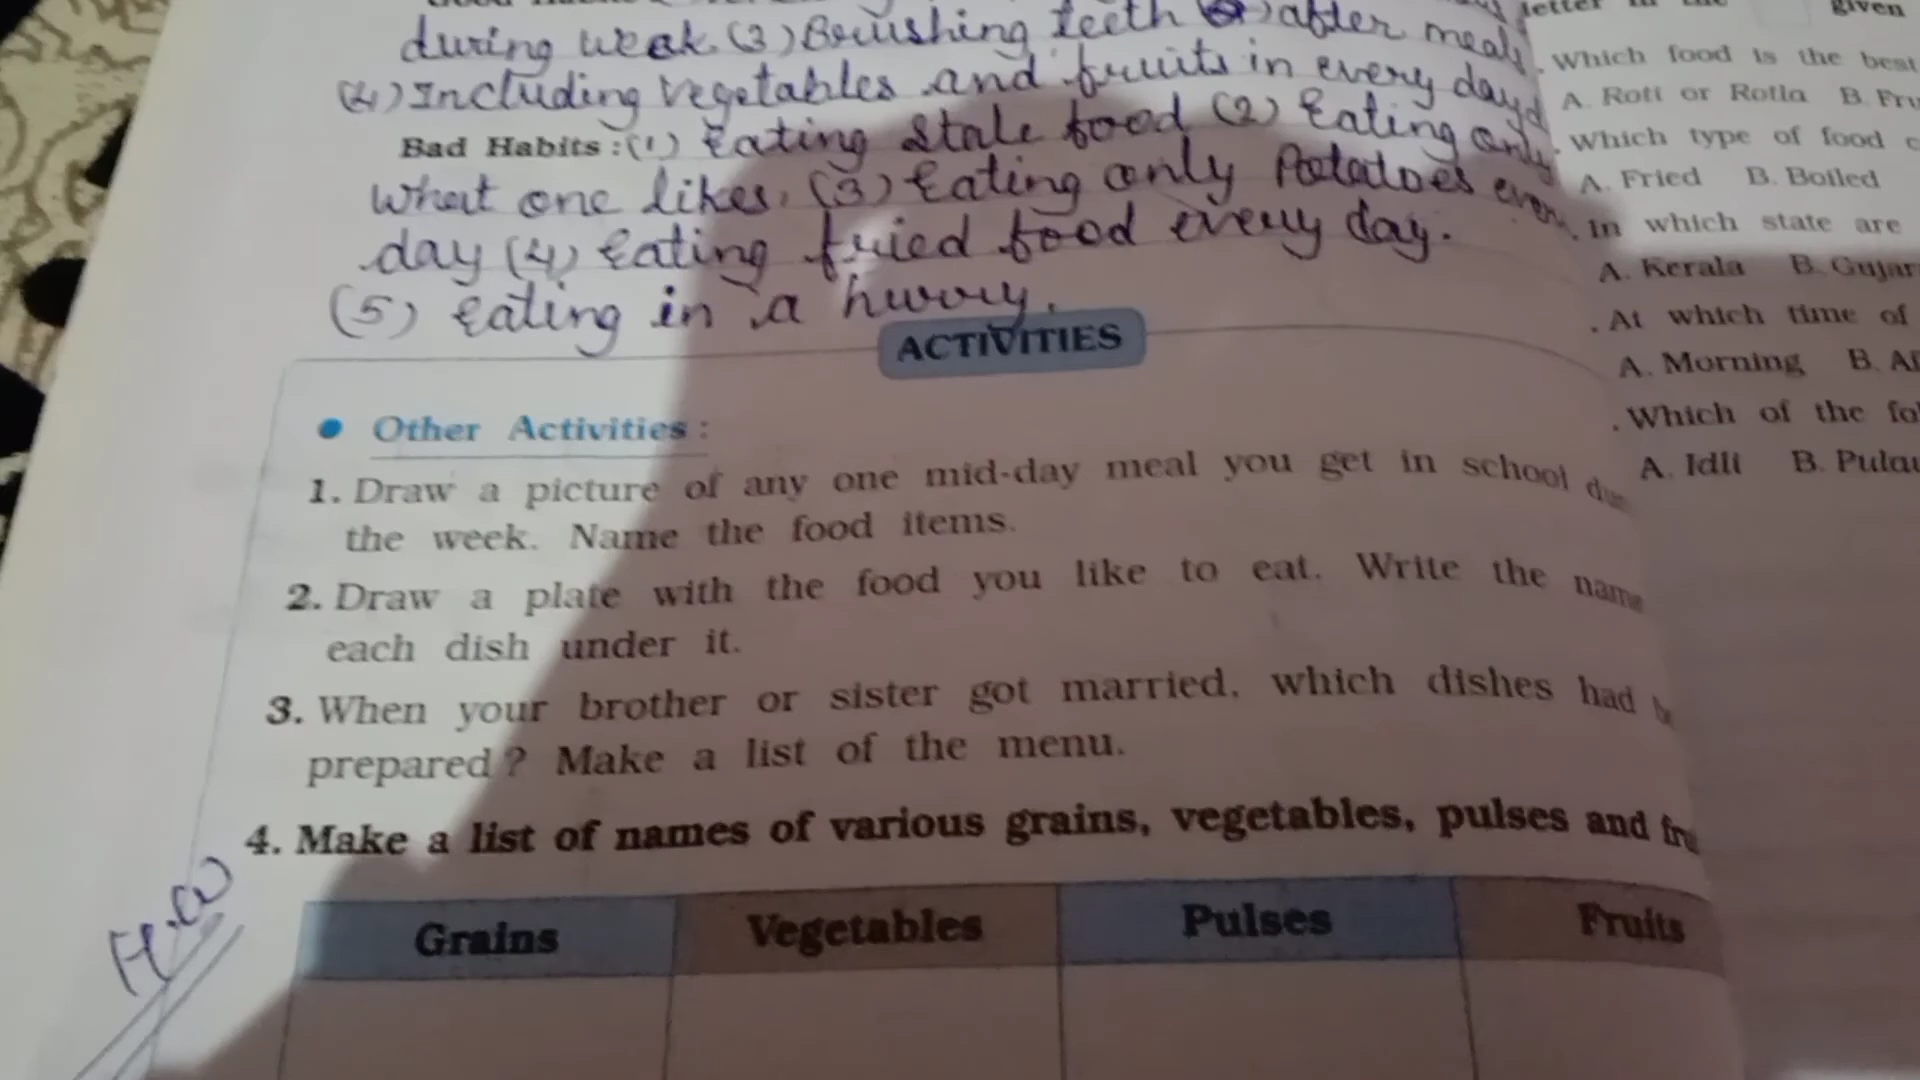 during weak. (3) Brushing teeth after meals
(4) Including vegetables and fruits in every day
Bad Habits : (1) Eating stale food (2) Eating only
what one likes. (3) Eating only Potatoes every
day (4) Eating fried food every day.
(5) Eating in a hurry.
ACTIVITIES
• Other Activities :
1. Draw a picture of any one mid-day meal you get in school
the week. Name the food items.
2. Draw a plate with the food you like to eat. Write the name
each dish under it.
3. When your brother or sister got married, which dishes had
prepared ? Make a list of the menu.
4. Make a list of names of various grains, vegetables, pulses and
H.W
Grains Vegetables Pulses Fruits
letter in the given
Which food is the best
A. Roti or Rotla B.
Which type of food
A. Fried B. Boiled
In which state are
A. Kerala B.
At which time of
A. Morning B.
Which of the
A. Idli B.